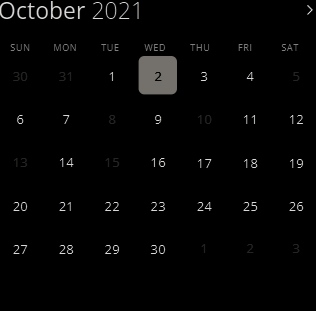 October 2021
SUN MON TUE WED THU FRI SAT
30 31 1 2 3 4 5
6 7 8 9 10 11 12
13 14 15 16 17 18 19
20 21 22 23 24 25 26
27 28 29 30 1 2 3